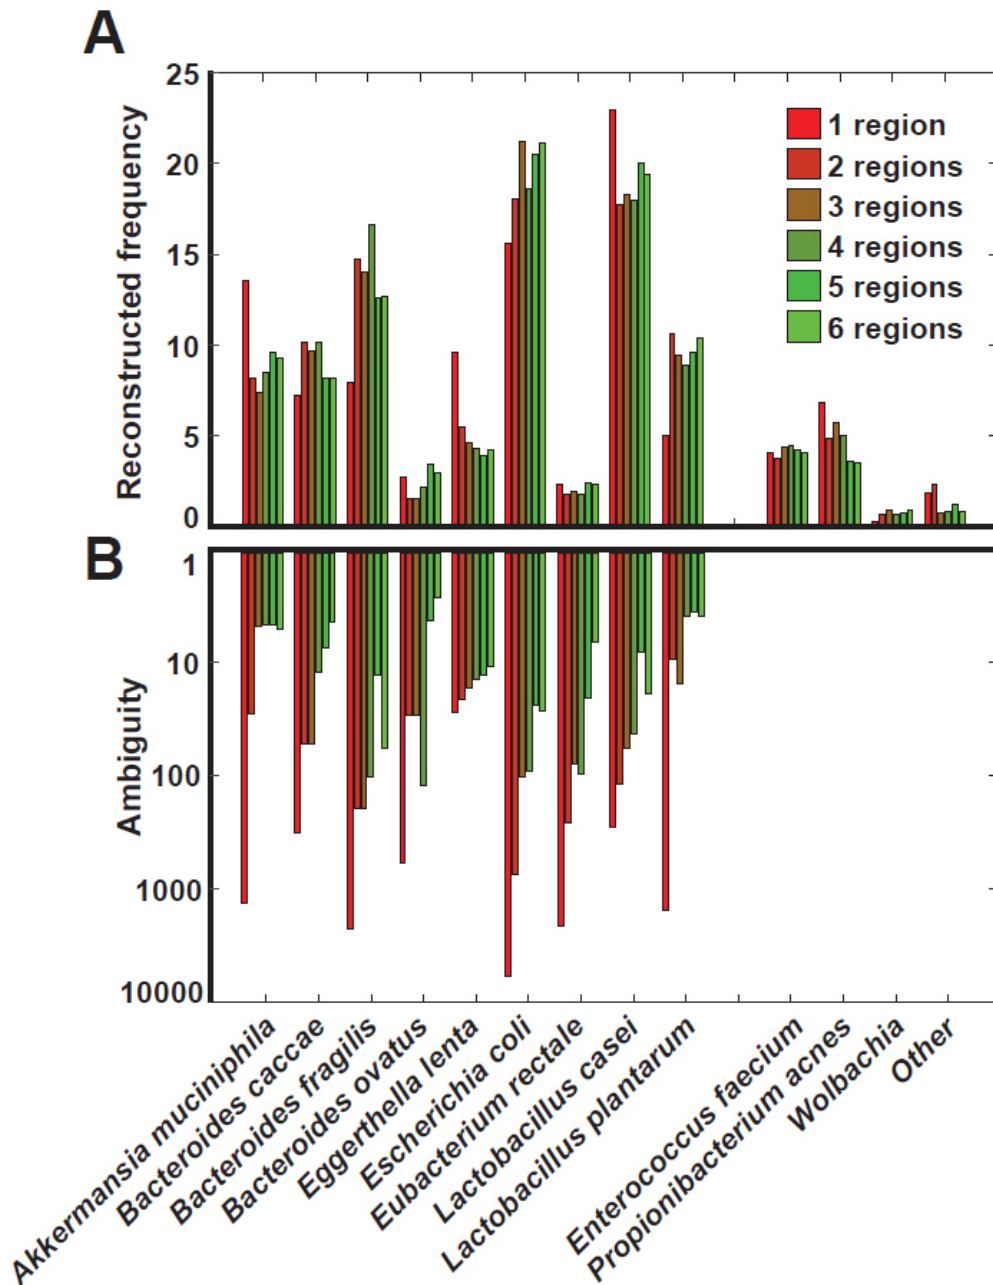 A
25
20
15
10
5
0
Reconstructed frequency
1 region
2 regions
3 regions
4 regions
5 regions
6 regions
B
1
10
100
1000
10000
Ambiguity
Akkermansia muciniphila
Bacteroides caccae
Bacteroides fragilis
Bacteroides ovatus
Eggerthella lenta
Escherichia coli
Eubacterium rectale
Lactobacillus casei
Lactobacillus plantarum
Enterococcus faecium
Propionibacterium acnes
Wolbachia
Other